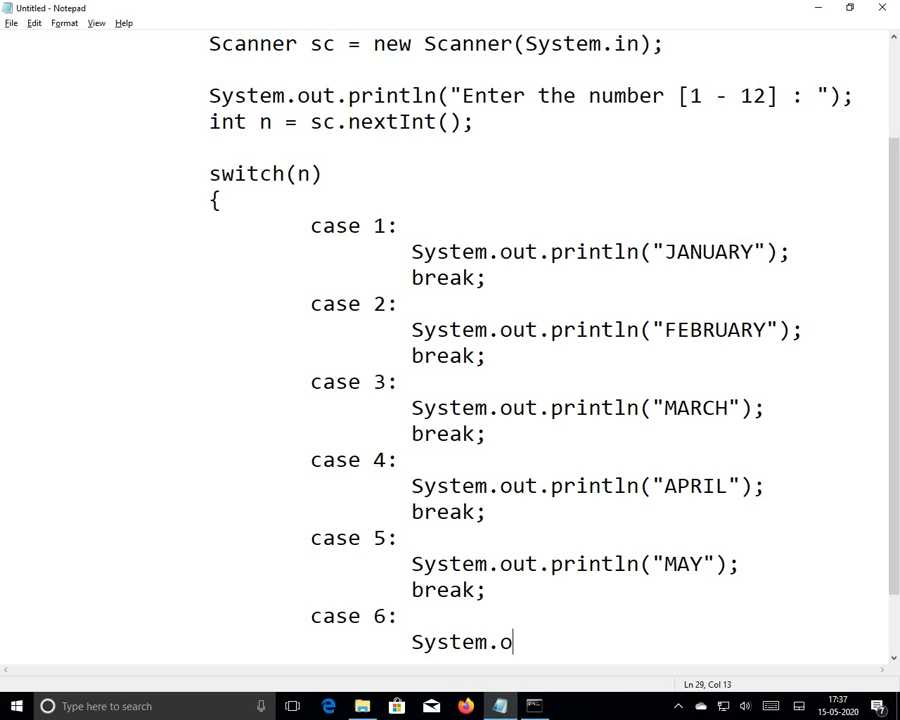 Untitled - Notepad
File Edit Format View Help
Scanner sc = new Scanner(System.in);
System.out.println("Enter the number [1 - 12] : ");
int n = sc.nextInt();
switch(n)
{
case 1:
System.out.println("JANUARY");
break;
case 2:
System.out.println("FEBRUARY");
break;
case 3:
System.out.println("MARCH");
break;
case 4:
System.out.println("APRIL");
break;
case 5:
System.out.println("MAY");
break;
case 6:
System.o
Ln 29, Col 13
Type here to search
17:37
15-05-2020
7